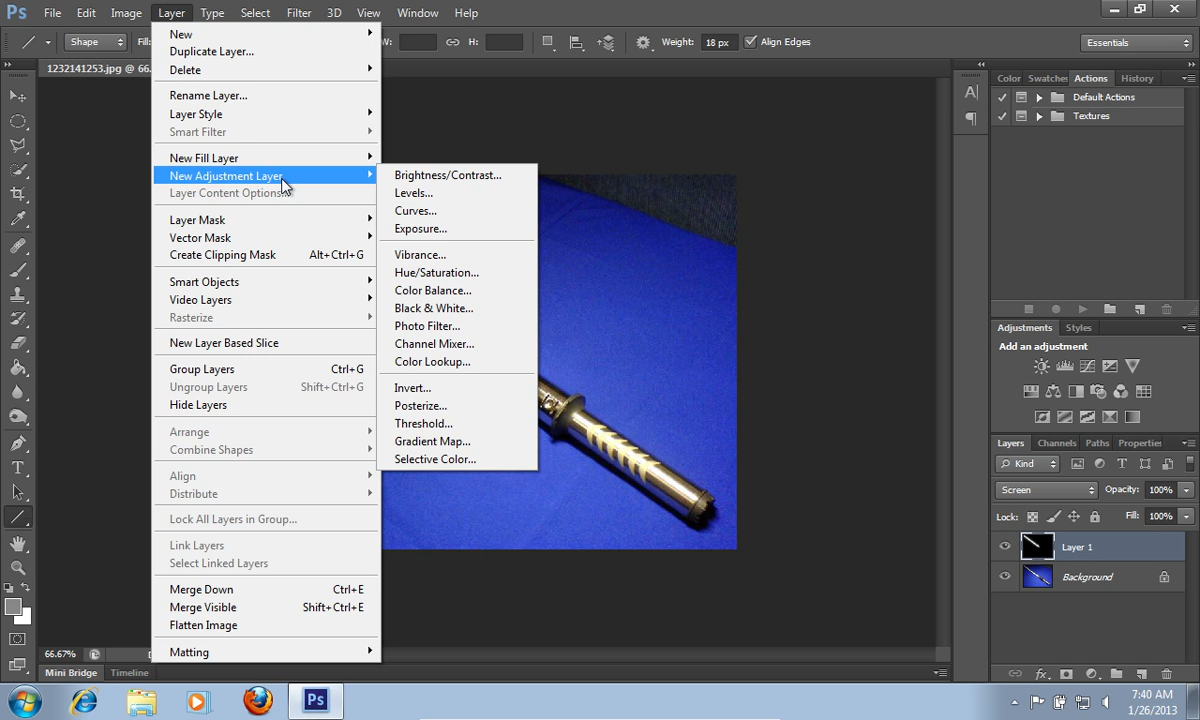 Ps File Edit Image Layer Type Select Filter 3D View Window Help
Shape Fill: W: H: Weight: 18 px Align Edges Essentials
1232141253.jpg @ 66.
New
Duplicate Layer...
Delete
Rename Layer...
Layer Style
Smart Filter
New Fill Layer
New Adjustment Layer
Layer Content Options...
Layer Mask
Vector Mask
Create Clipping Mask Alt+Ctrl+G
Smart Objects
Video Layers
Rasterize
New Layer Based Slice
Group Layers Ctrl+G
Ungroup Layers Shift+Ctrl+G
Hide Layers
Arrange
Combine Shapes
Align
Distribute
Lock All Layers in Group...
Link Layers
Select Linked Layers
Merge Down Ctrl+E
Merge Visible Shift+Ctrl+E
Flatten Image
Matting
Brightness/Contrast...
Levels...
Curves...
Exposure...
Vibrance...
Hue/Saturation...
Color Balance...
Black & White...
Photo Filter...
Channel Mixer...
Color Lookup...
Invert...
Posterize...
Threshold...
Gradient Map...
Selective Color...
Color Swatches Actions History
Default Actions
Textures
Adjustments Styles
Add an adjustment
Layers Channels Paths Properties
Kind
Screen Opacity: 100%
Lock: Fill: 100%
Layer 1
Background
66.67%
Mini Bridge Timeline
Ps
7:40 AM
1/26/2013